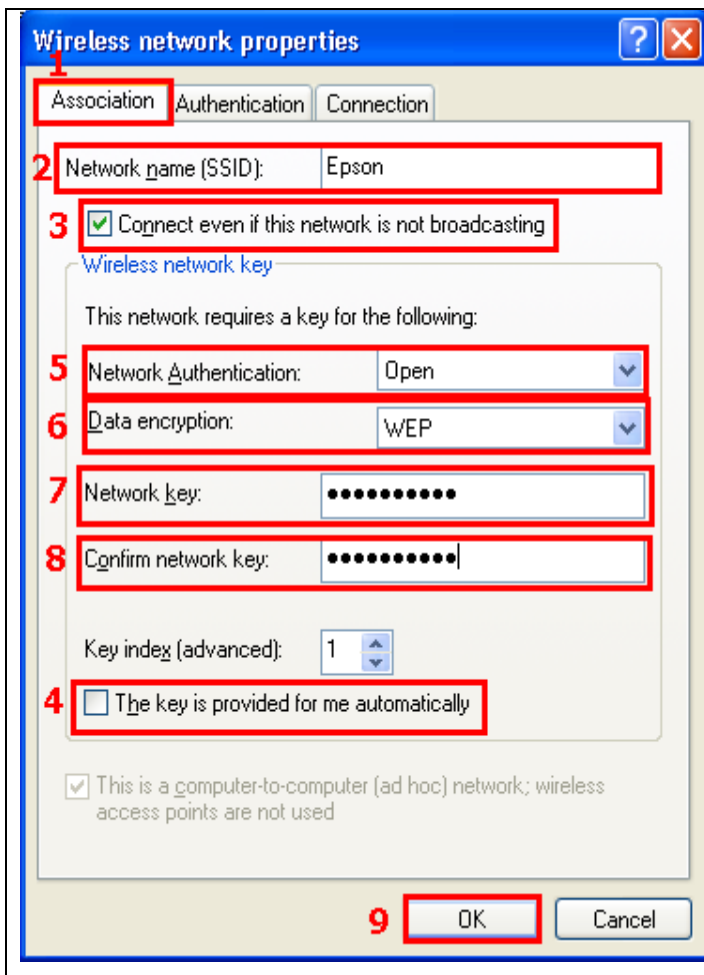 Wireless network properties
1
Association Authentication Connection
2 Network name (SSID): Epson
3 Connect even if this network is not broadcasting
Wireless network key
This network requires a key for the following:
5 Network Authentication: Open
6 Data encryption: WEP
7 Network key: ••••••••••
8 Confirm network key: ••••••••••
Key index (advanced): 1
4 The key is provided for me automatically
This is a computer-to-computer (ad hoc) network; wireless
access points are not used
9 OK Cancel